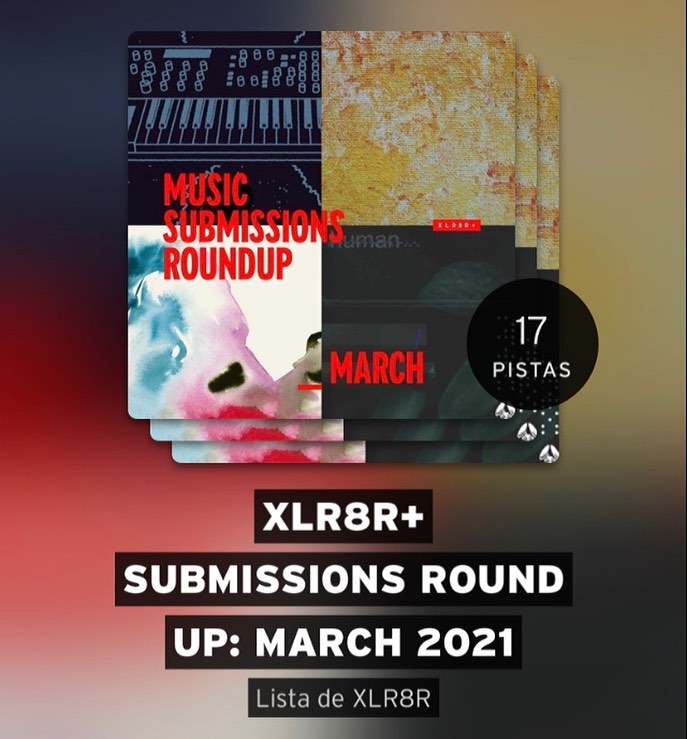 MUSIC
SUBMISSIONS
ROUNDUP
XLR8R+
human
MARCH
17
PISTAS
XLR8R+
SUBMISSIONS ROUND
UP: MARCH 2021
Lista de XLR8R